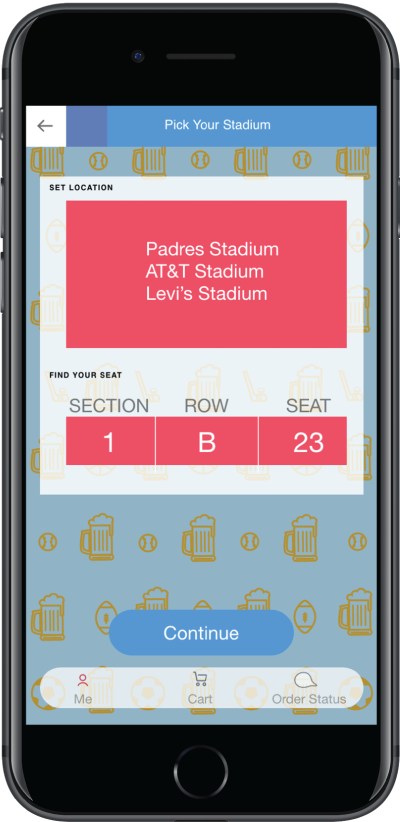 Pick Your Stadium
SET LOCATION
Padres Stadium
AT&T Stadium
Levi's Stadium
FIND YOUR SEAT
SECTION ROW SEAT
1 B 23
Continue
Me Cart Order Status